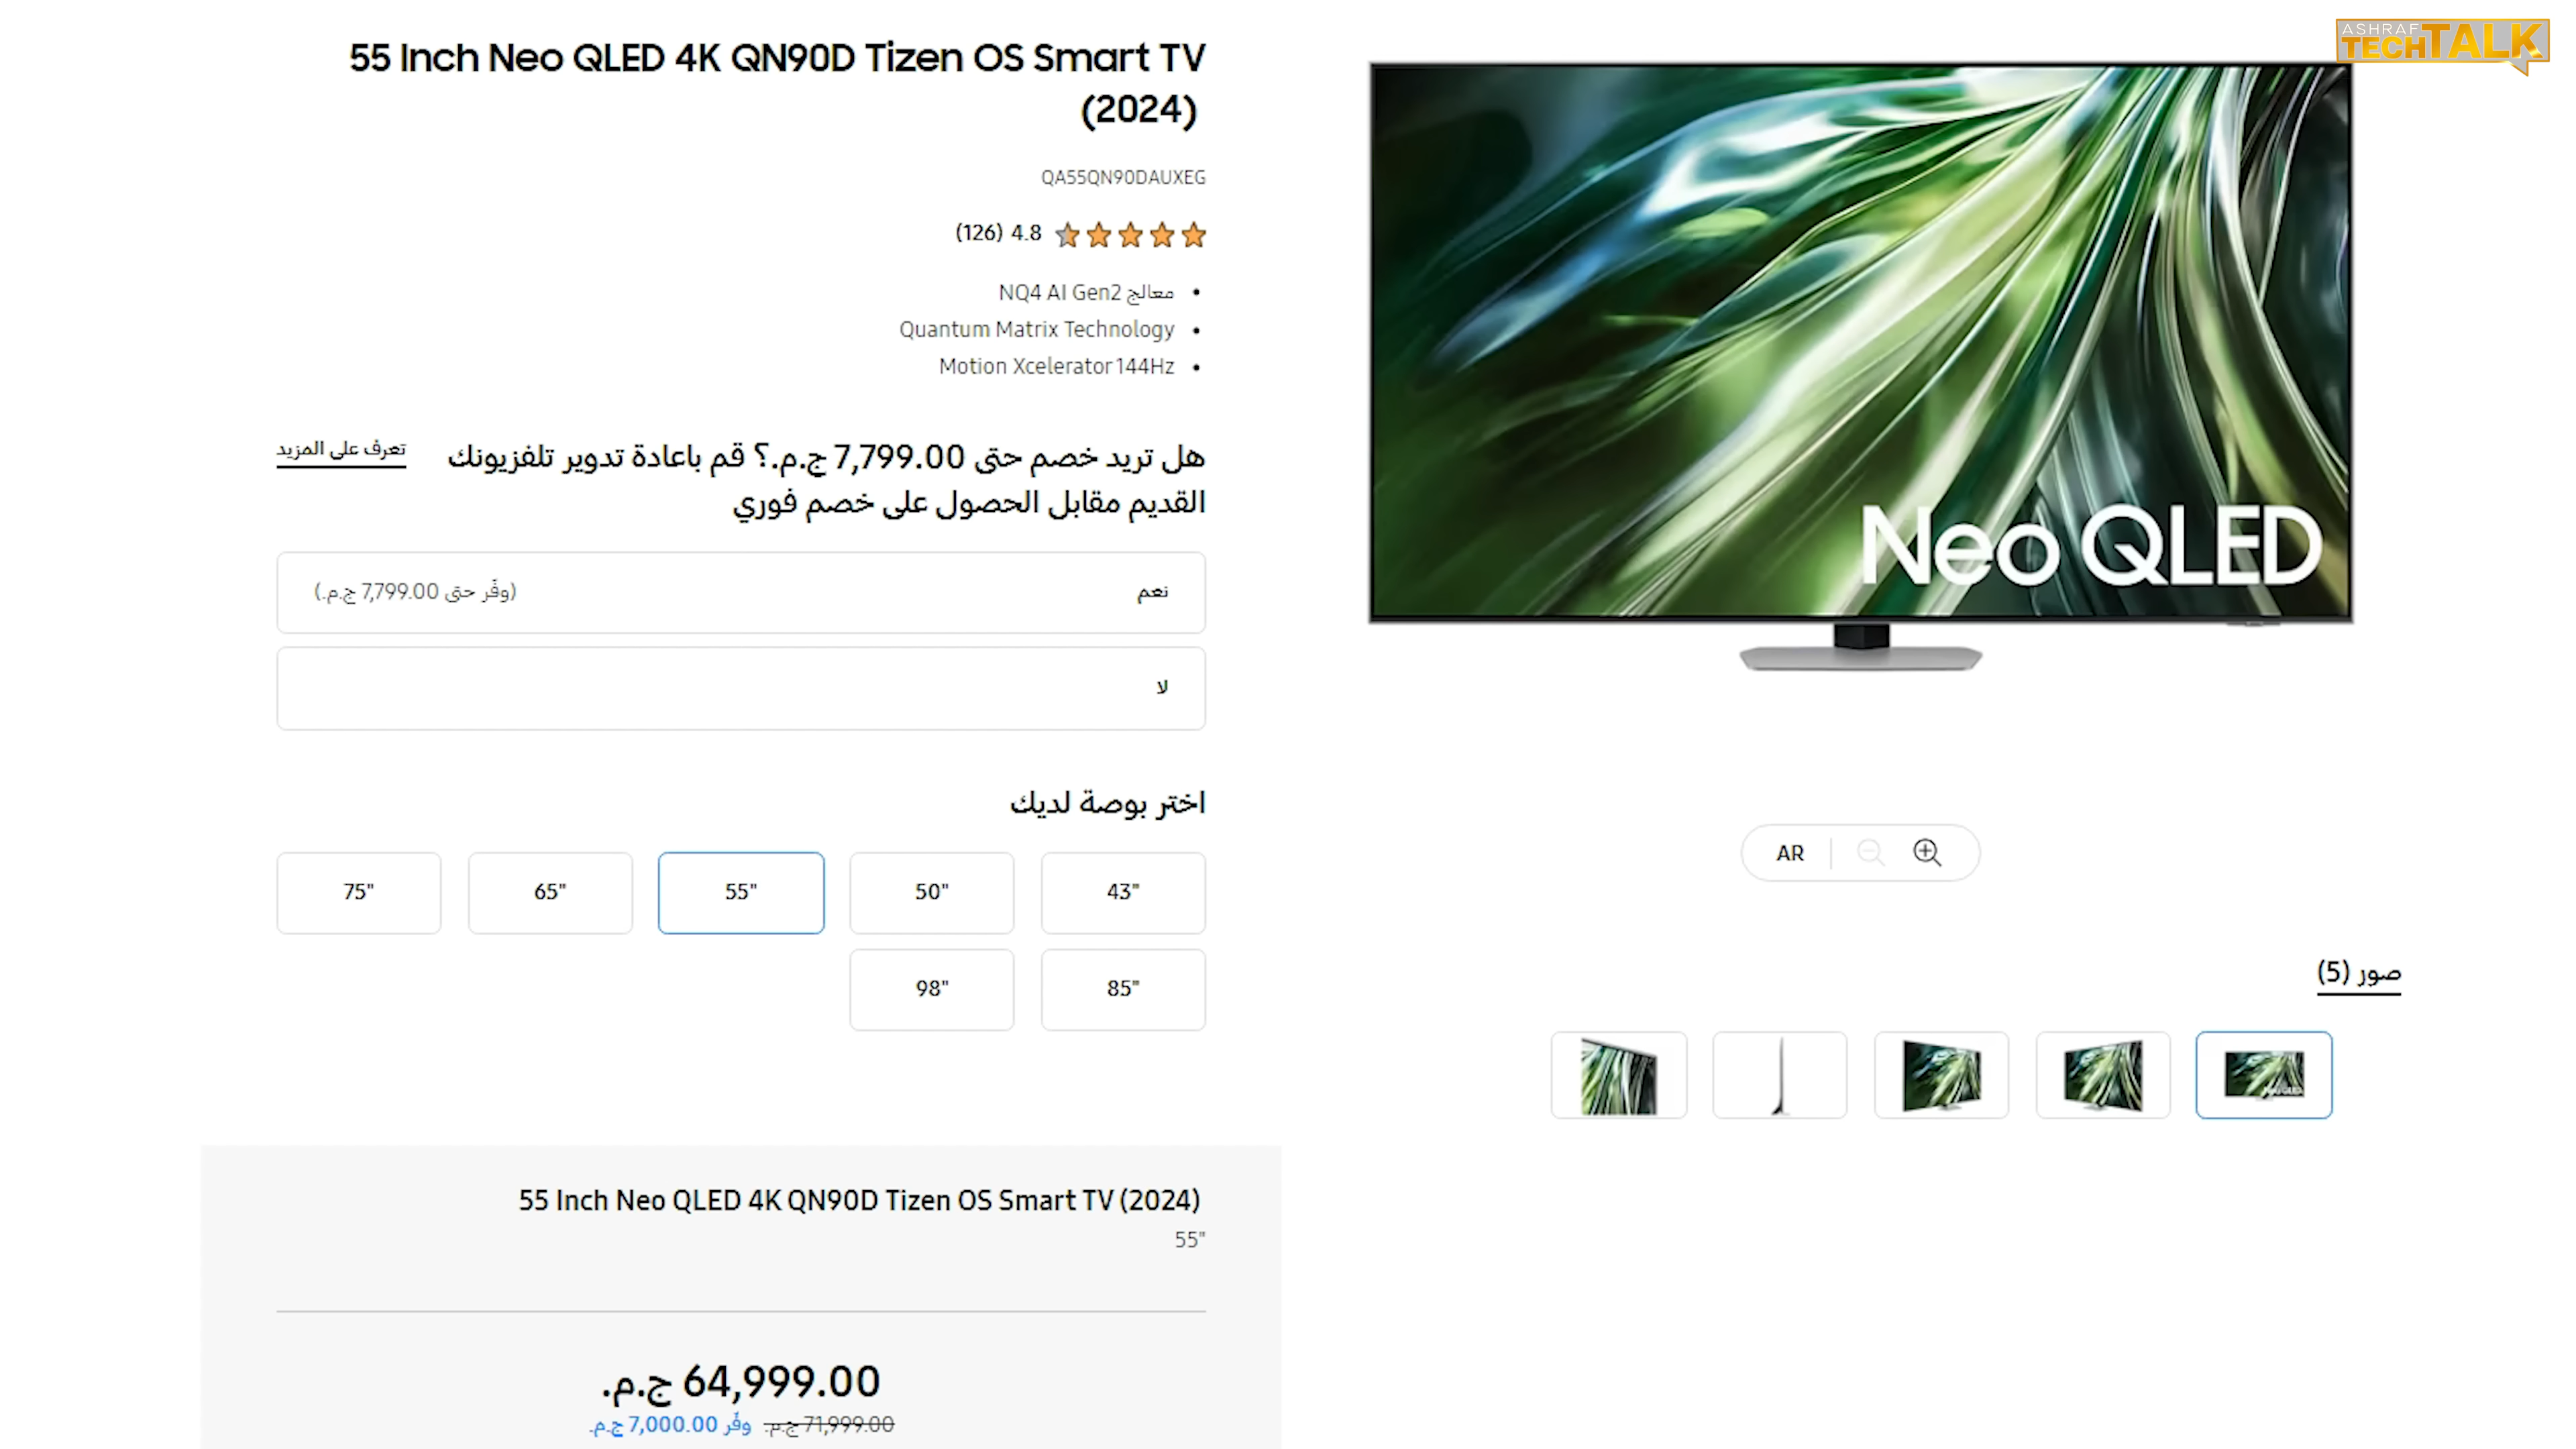 ASHRAF
TECHTALK
55 Inch Neo QLED 4K QN90D Tizen OS Smart TV
(2024)
QA55QN90DAUXEG
4.8 (126)
معالج NQ4 AI Gen2
Quantum Matrix Technology
Motion Xcelerator 144Hz
هل تريد خصم حتى 7,799.00 ج.م.؟ قم باعادة تدوير تلفزيونك
القديم مقابل الحصول على خصم فوري
تعرف على المزيد
نعم (وفّر حتى 7,799.00 ج.م.)
لا
اختر بوصة لديك
43" 50" 55" 65" 75"
85" 98"
55 Inch Neo QLED 4K QN90D Tizen OS Smart TV (2024)
55"
64,999.00 ج.م.
71,999.00 ج.م. وفّر 7,000.00 ج.م.
Neo QLED
AR
صور (5)